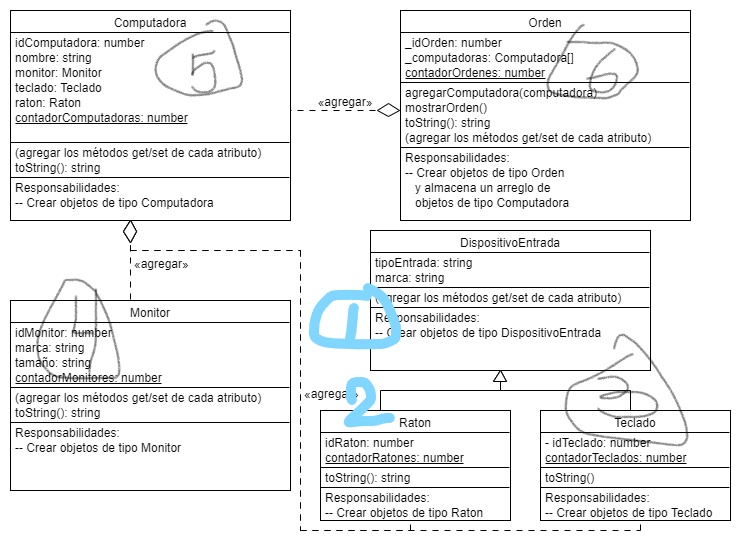 Computadora
idComputadora: number
nombre: string
monitor: Monitor
teclado: Teclado
raton: Raton
contadorComputadoras: number
(agregar los métodos get/set de cada atributo)
toString(): string
Responsabilidades:
-- Crear objetos de tipo Computadora
5
«agregar»
Orden
_idOrden: number
_computadoras: Computadora[]
contadorOrdenes: number
agregarComputadora(computadora)
mostrarOrden()
toString(): string
(agregar los métodos get/set de cada atributo)
Responsabilidades:
-- Crear objetos de tipo Orden
y almacena un arreglo de
objetos de tipo Computadora
6
«agregar»
DispositivoEntrada
tipoEntrada: string
marca: string
(agregar los métodos get/set de cada atributo)
Responsabilidades:
-- Crear objetos de tipo DispositivoEntrada
1
Monitor
idMonitor: number
marca: string
tamaño: string
contadorMonitores: number
(agregar los métodos get/set de cada atributo)
toString(): string
Responsabilidades:
-- Crear objetos de tipo Monitor
4
«agregar»
2
Raton
idRaton: number
contadorRatones: number
toString(): string
Responsabilidades:
-- Crear objetos de tipo Raton
3
Teclado
- idTeclado: number
contadorTeclados: number
toString()
Responsabilidades:
-- Crear objetos de tipo Teclado